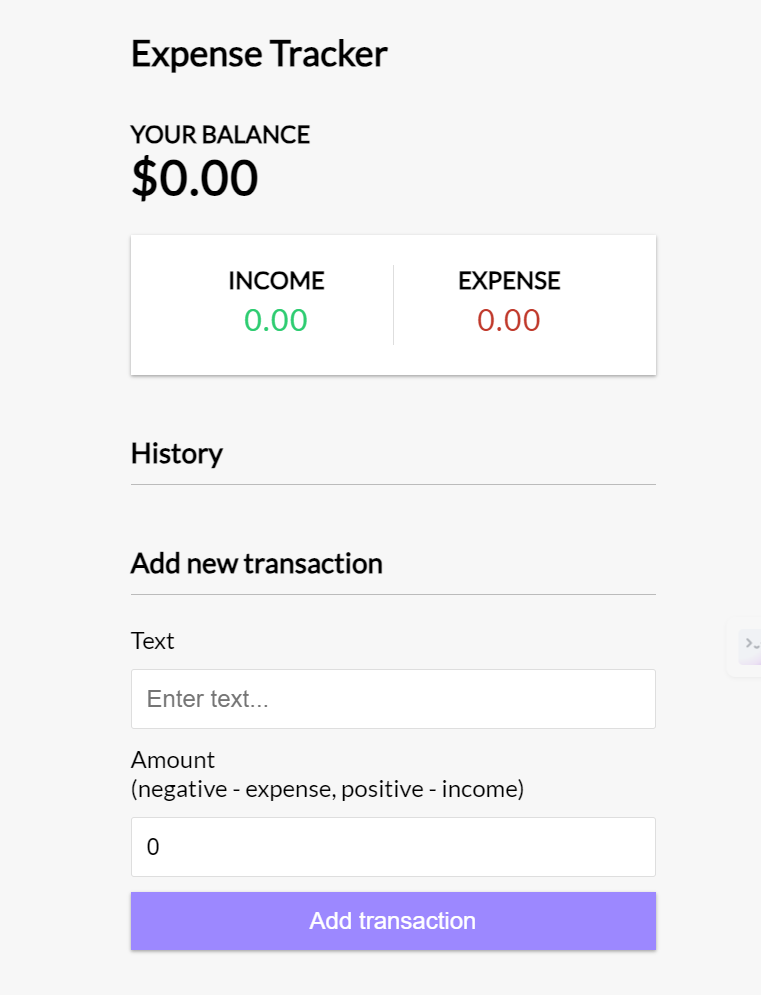 Expense Tracker
YOUR BALANCE
$0.00
INCOME
EXPENSE
0.00
0.00
History
Add new transaction
Text
Enter text...
Amount
(negative - expense, positive - income)
0
Add transaction